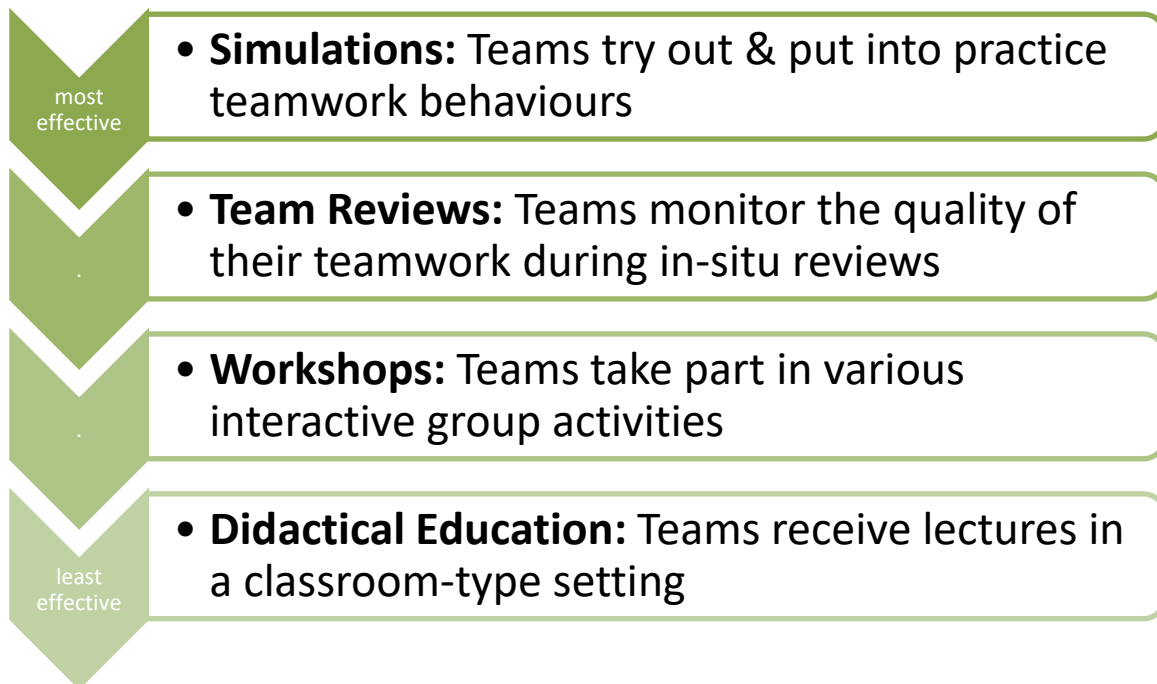 most
effective
• Simulations: Teams try out & put into practice
teamwork behaviours
.
• Team Reviews: Teams monitor the quality of
their teamwork during in-situ reviews
.
• Workshops: Teams take part in various
interactive group activities
least
effective
• Didactical Education: Teams receive lectures in
a classroom-type setting